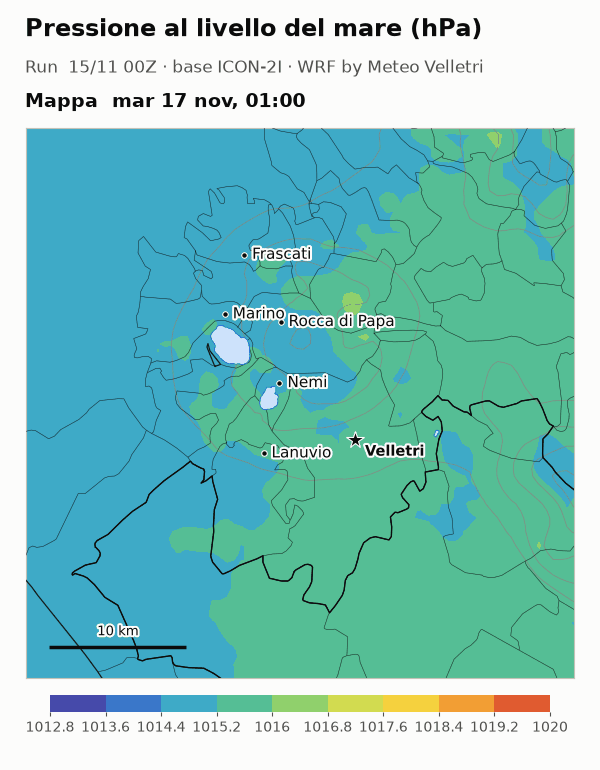 Pressione al livello del mare (hPa)
Run  15/11 00Z · base ICON-2I · WRF by Meteo Velletri
Mappa  mar 17 nov, 01:00
Frascati
Marino
Rocca di Papa
Nemi
Velletri
Lanuvio
10 km
1012.8 1013.6 1014.4 1015.2 1016 1016.8 1017.6 1018.4 1019.2 1020